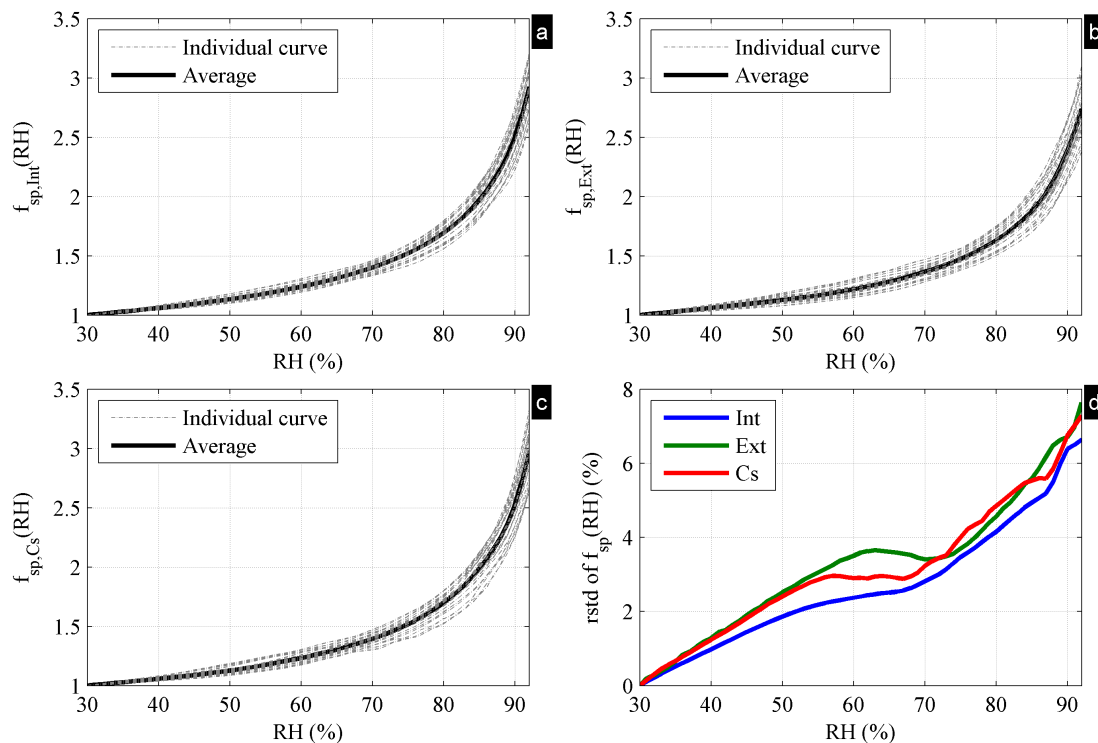 a
3.5
3
2.5
2
1.5
1
f_sp,Int(RH)
Individual curve
Average
30 40 50 60 70 80 90
RH (%)
b
3.5
3
2.5
2
1.5
1
f_sp,Ext(RH)
Individual curve
Average
30 40 50 60 70 80 90
RH (%)
c
3.5
3
2.5
2
1.5
1
f_sp,Cs(RH)
Individual curve
Average
30 40 50 60 70 80 90
RH (%)
d
8
6
4
2
0
rstd of f_sp(RH) (%)
Int
Ext
Cs
30 40 50 60 70 80 90
RH (%)